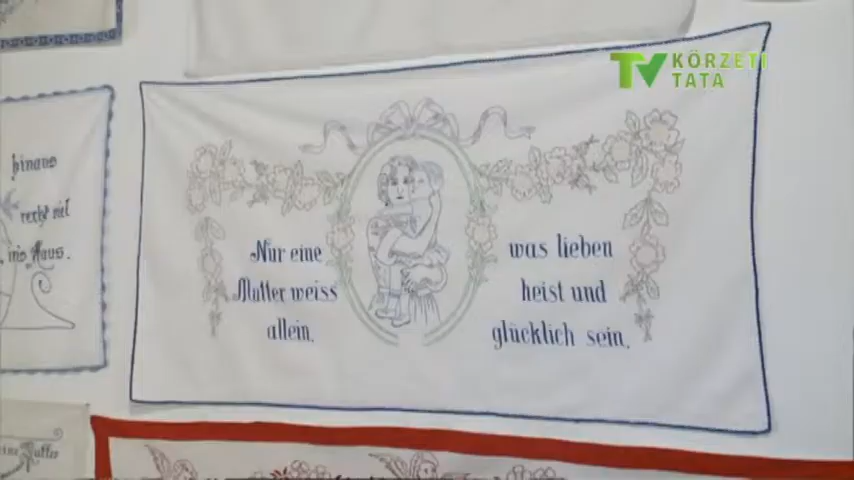 KÖRZETI
TATA
hinaus
recht viel
ins Haus.
Nur eine
Mutter weiss
allein,
was lieben
heist und
glücklich sein.